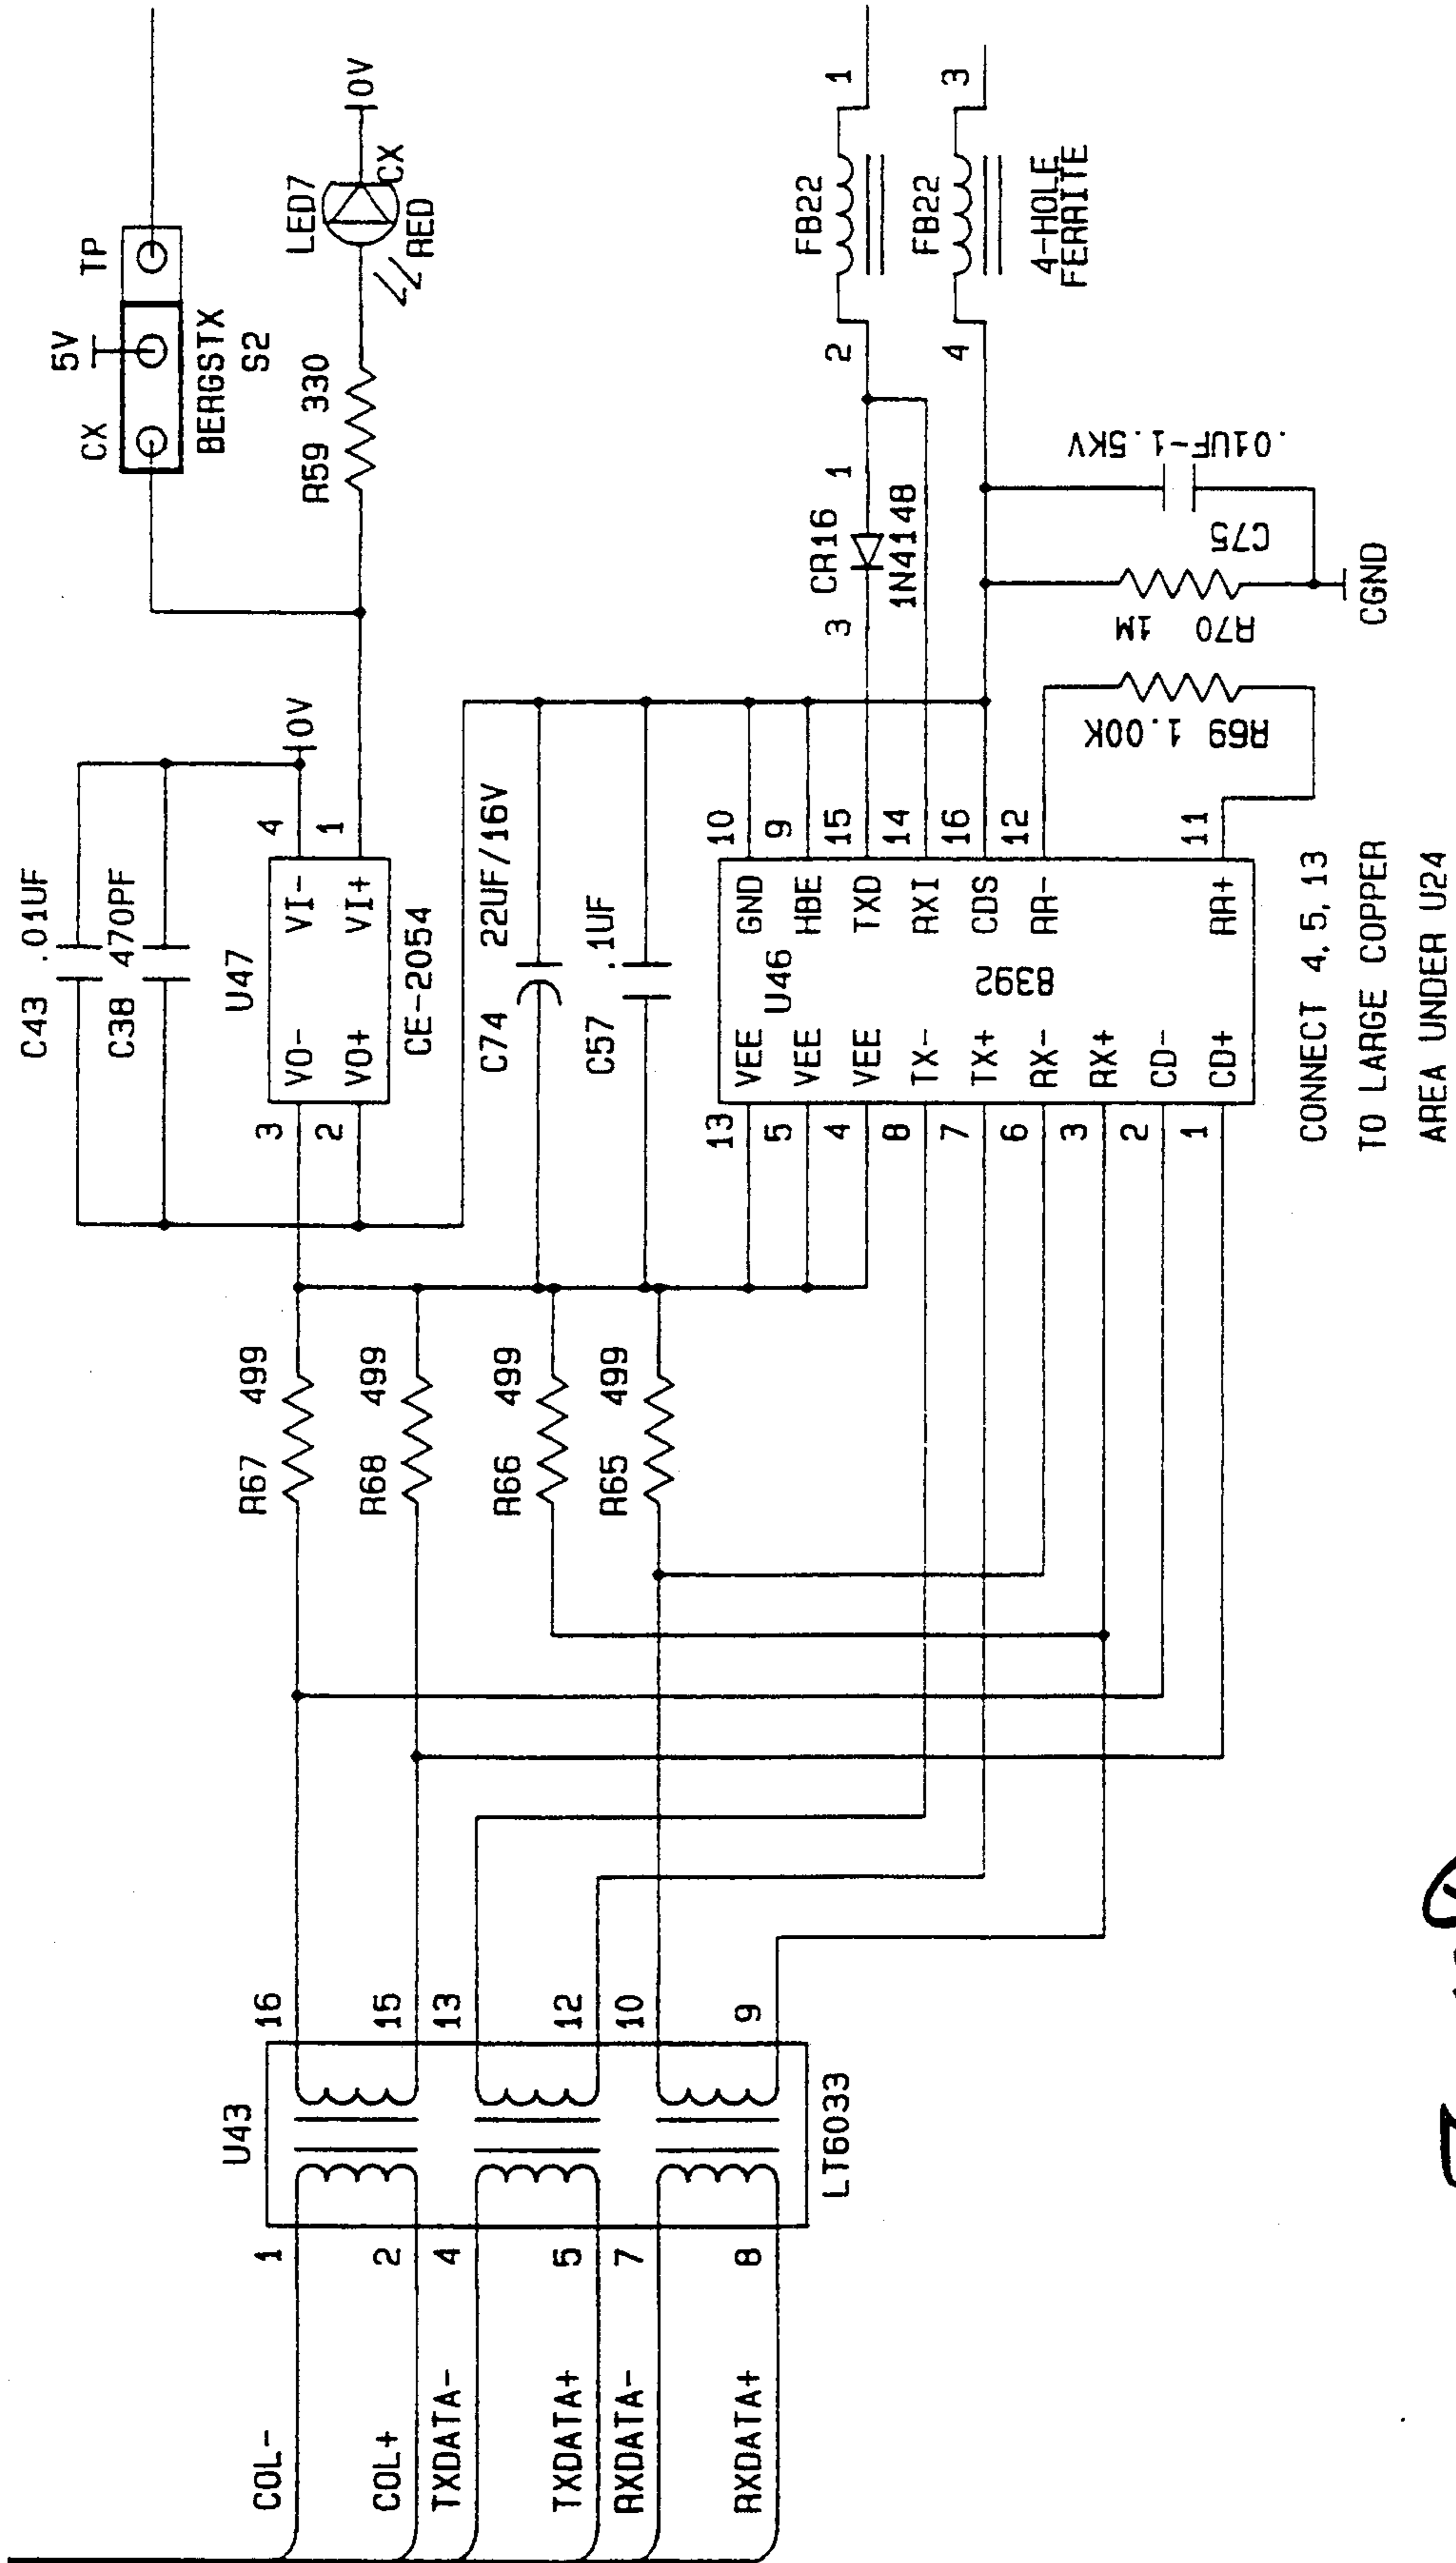 COL-
COL+
TXDATA-
TXDATA+
RXDATA-
RXDATA+
U43
1
2
4
5
7
8
16
15
13
12
10
9
LT6033
R67 499
R68 499
R66 499
R65 499
C43 .01UF
C38 470PF
U47
3 VO- VI- 4
2 VO+ VI+ 1
CE-2054
0V
C74 22UF/16V
C57 .1UF
CX 5V TP
BERGSTX
S2
R59 330
LED7
CX
RED
0V
U46
8392
13 VEE GND 10
5 VEE HBE 9
4 VEE TXD 15
8 TX- RXI 14
7 TX+ CDS 16
6 RX- RR- 12
3 RX+
2 CD-
1 CD+ RR+ 11
3 CR16 1
1N4148
2 FB22 1
4 FB22 3
4-HOLE
FERRITE
R69 1.00K
R70 1M
C75
.01UF-1.5KV
CGND
CONNECT 4, 5, 13
TO LARGE COPPER
AREA UNDER U24